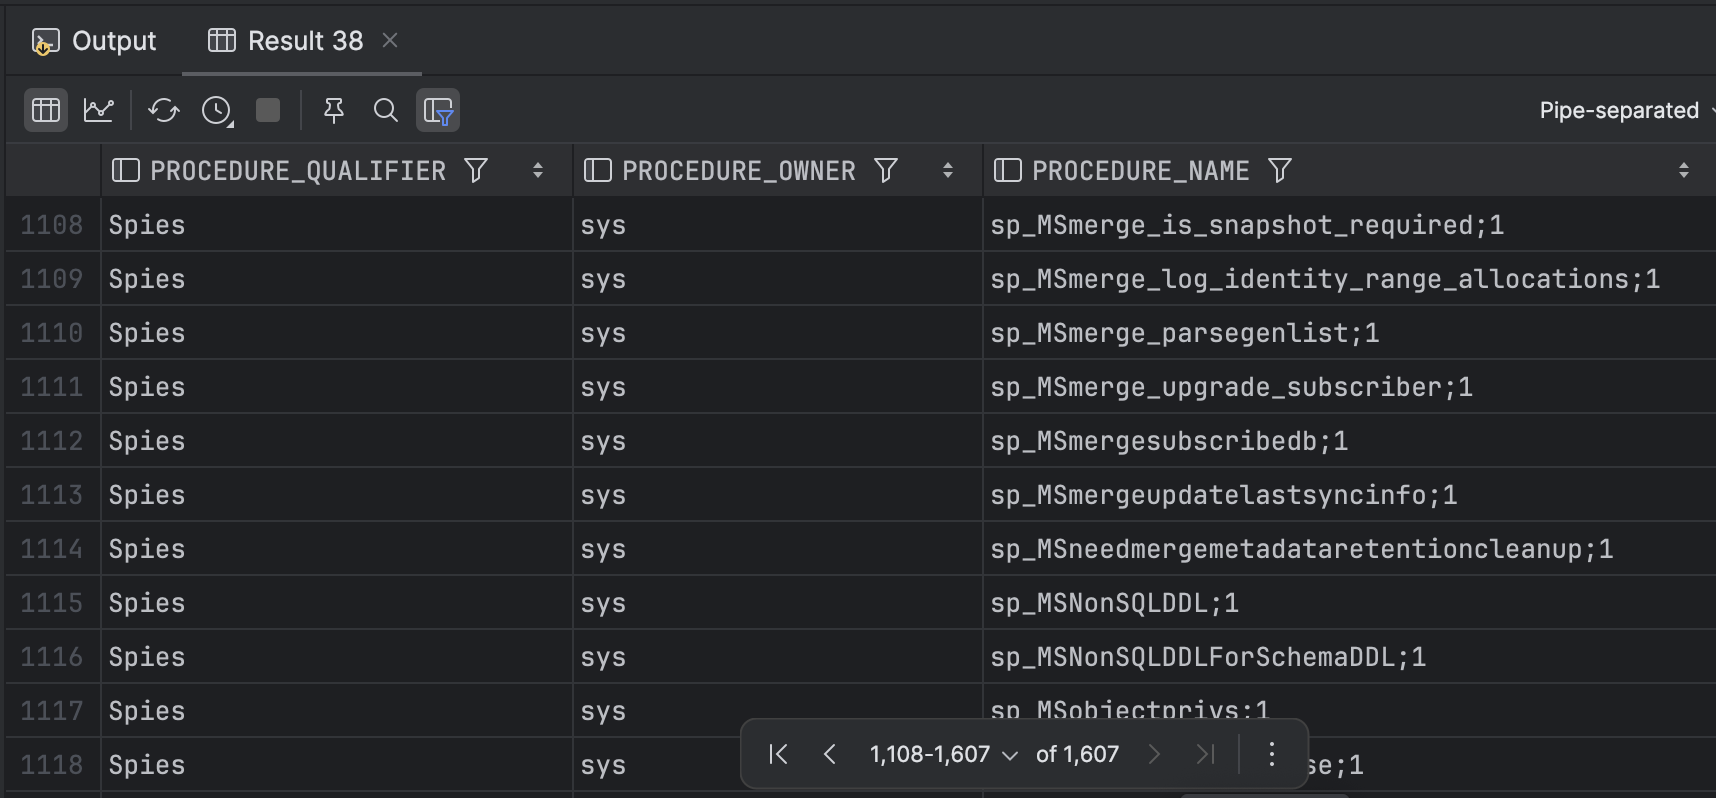 Output Result 38
Pipe-separated
PROCEDURE_QUALIFIER PROCEDURE_OWNER PROCEDURE_NAME
1108 Spies sys sp_MSmerge_is_snapshot_required;1
1109 Spies sys sp_MSmerge_log_identity_range_allocations;1
1110 Spies sys sp_MSmerge_parsegenlist;1
1111 Spies sys sp_MSmerge_upgrade_subscriber;1
1112 Spies sys sp_MSmergesubscribedb;1
1113 Spies sys sp_MSmergeupdatelastsyncinfo;1
1114 Spies sys sp_MSneedmergemetadataretentioncleanup;1
1115 Spies sys sp_MSNonSQLDDL;1
1116 Spies sys sp_MSNonSQLDDLForSchemaDDL;1
1117 Spies sys sp_MSobjectprivs;1
1118 Spies sys se;1
1,108-1,607 of 1,607